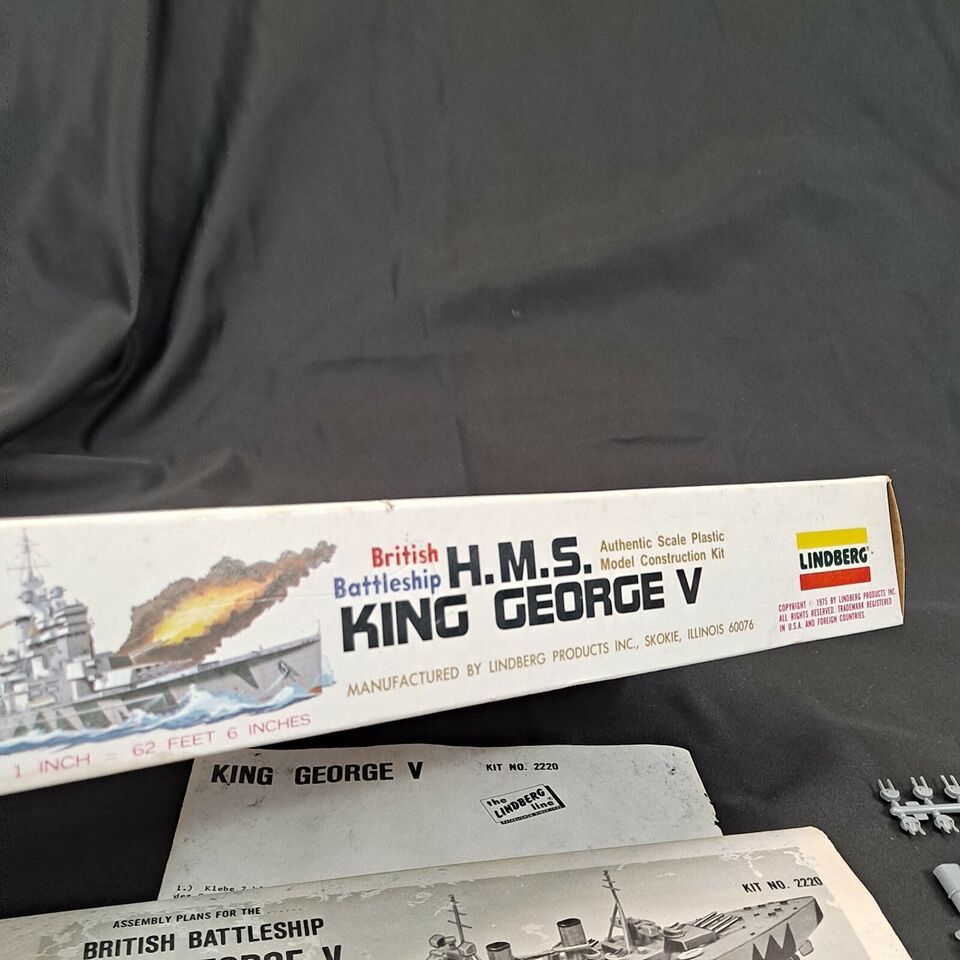 British
Battleship
H.M.S.
KING GEORGE V
Authentic Scale Plastic
Model Construction Kit
MANUFACTURED BY LINDBERG PRODUCTS INC., SKOKIE, ILLINOIS 60076
LINDBERG
COPYRIGHT © 1975 BY LINDBERG PRODUCTS INC.
ALL RIGHTS RESERVED. TRADEMARK REGISTERED
IN U.S.A. AND FOREIGN COUNTRIES.
1 INCH = 62 FEET 6 INCHES
KING GEORGE V
KIT NO. 2220
the
LINDBERG
line
1.) Klebe
KIT NO. 2220
ASSEMBLY PLANS FOR THE ......
BRITISH BATTLESHIP